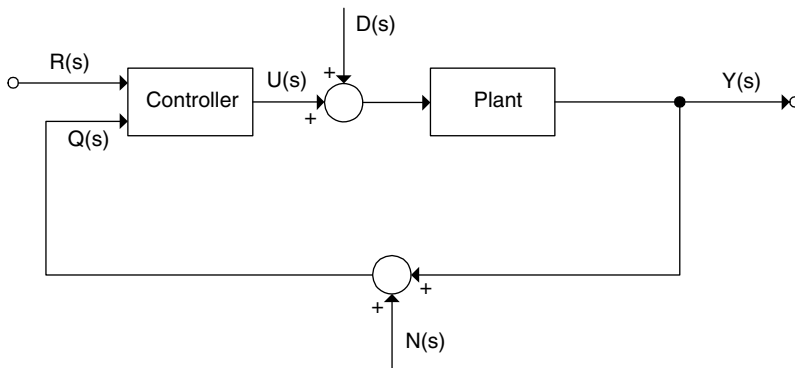 D(s)
R(s)
+
U(s)
Controller
Plant
Y(s)
+
Q(s)
+
+
N(s)